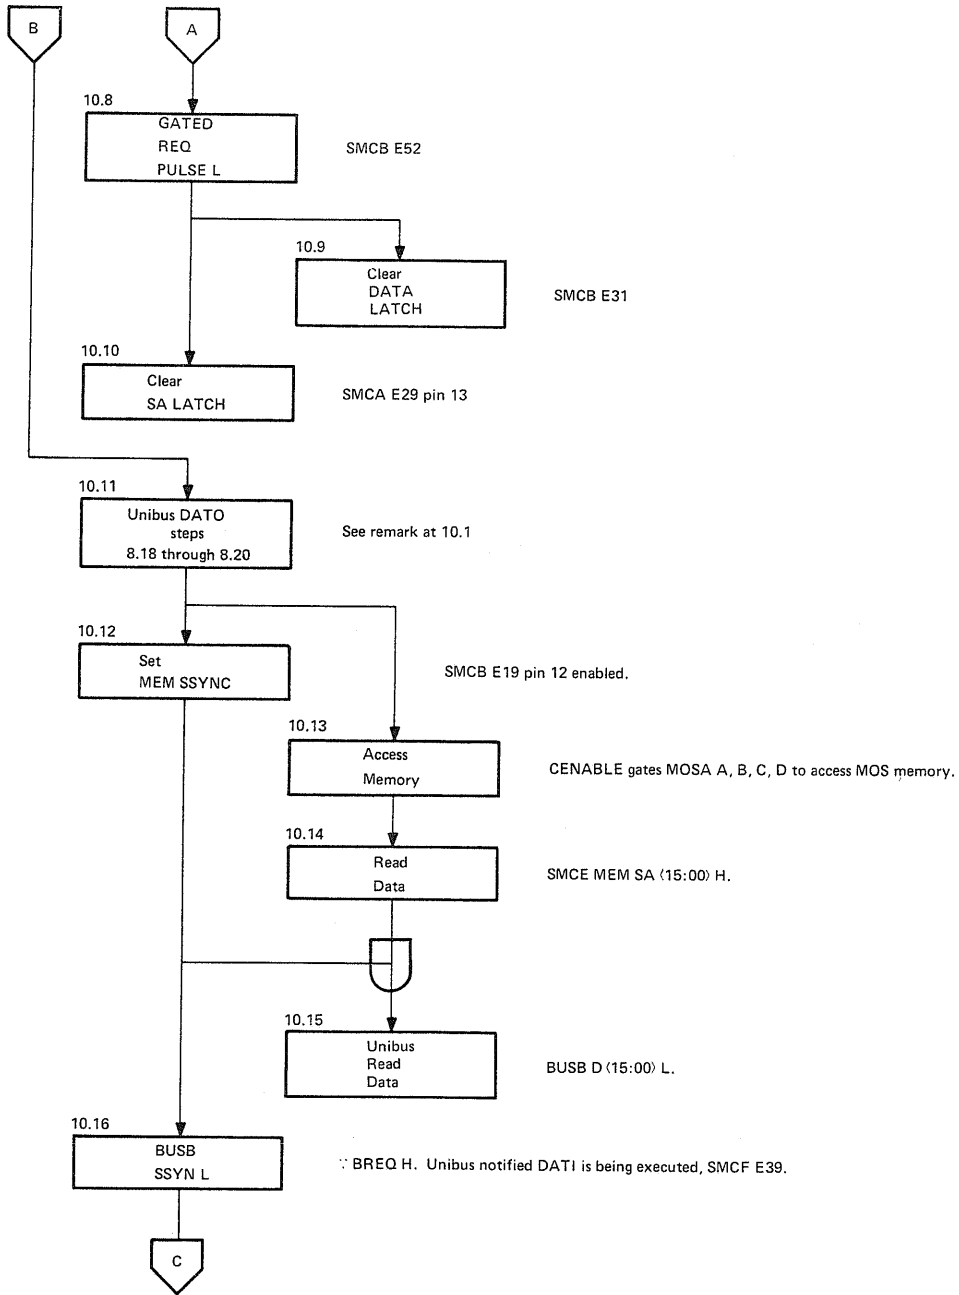 B
A
10.8
GATED
REQ
PULSE L
SMCB E52
10.9
Clear
DATA
LATCH
SMCB E31
10.10
Clear
SA LATCH
SMCA E29 pin 13
10.11
Unibus DATO
steps
8.18 through 8.20
See remark at 10.1
10.12
Set
MEM SSYNC
SMCB E19 pin 12 enabled.
10.13
Access
Memory
CENABLE gates MOSA A, B, C, D to access MOS memory.
10.14
Read
Data
SMCE MEM SA ⟨15:00⟩ H.
10.15
Unibus
Read
Data
BUSB D ⟨15:00⟩ L.
10.16
BUSB
SSYN L
∵ BREQ H. Unibus notified DATI is being executed, SMCF E39.
C